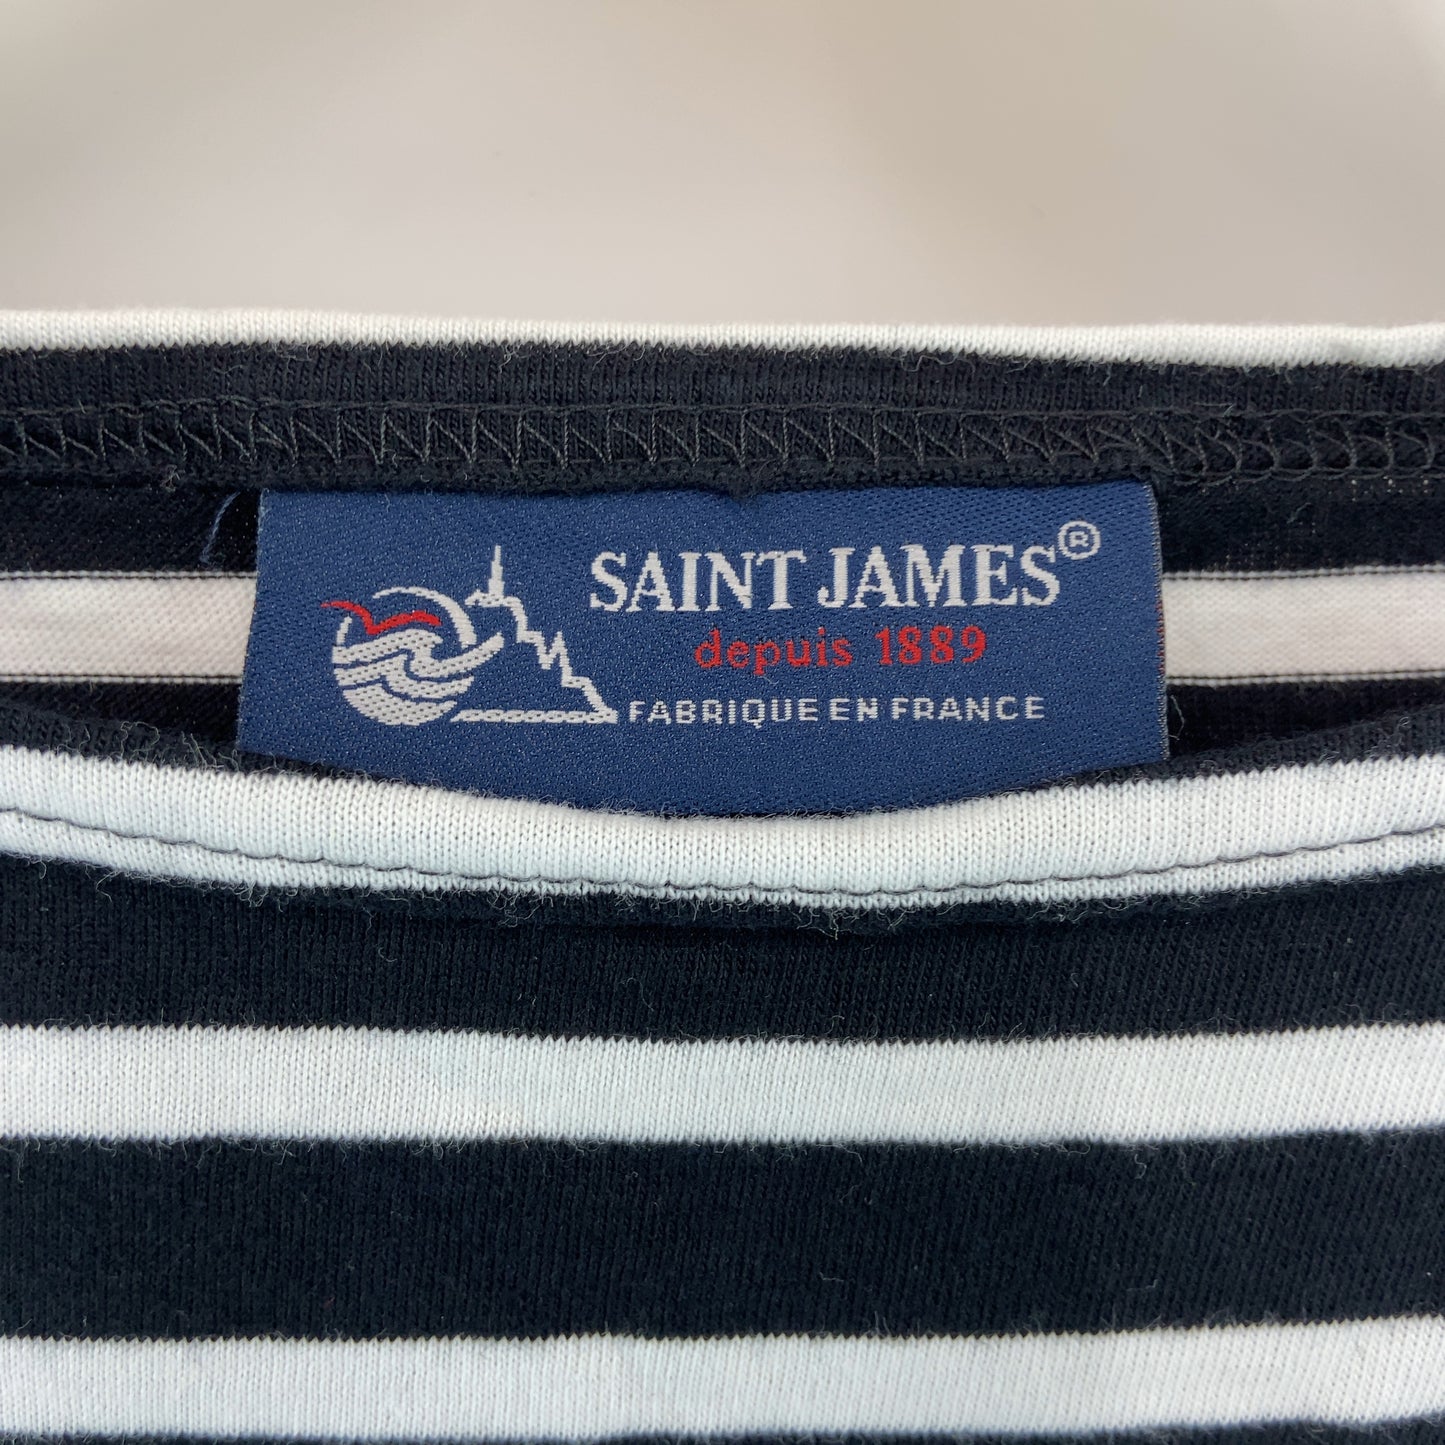 SAINT JAMES®
depuis 1889
FABRIQUE EN FRANCE